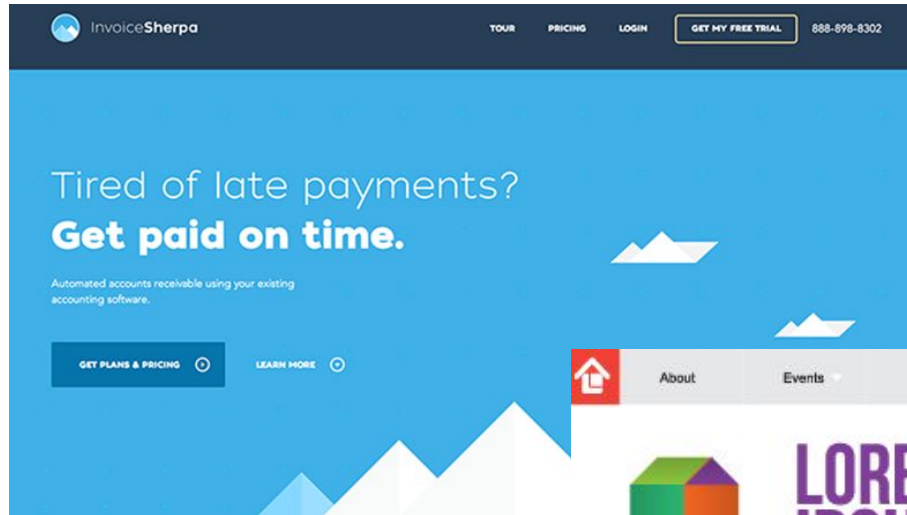 InvoiceSherpa
TOUR PRICING LOGIN GET MY FREE TRIAL 888-898-8302
Tired of late payments?
Get paid on time.
Automated accounts receivable using your existing
accounting software.
GET PLANS & PRICING LEARN MORE
About Events
LORE